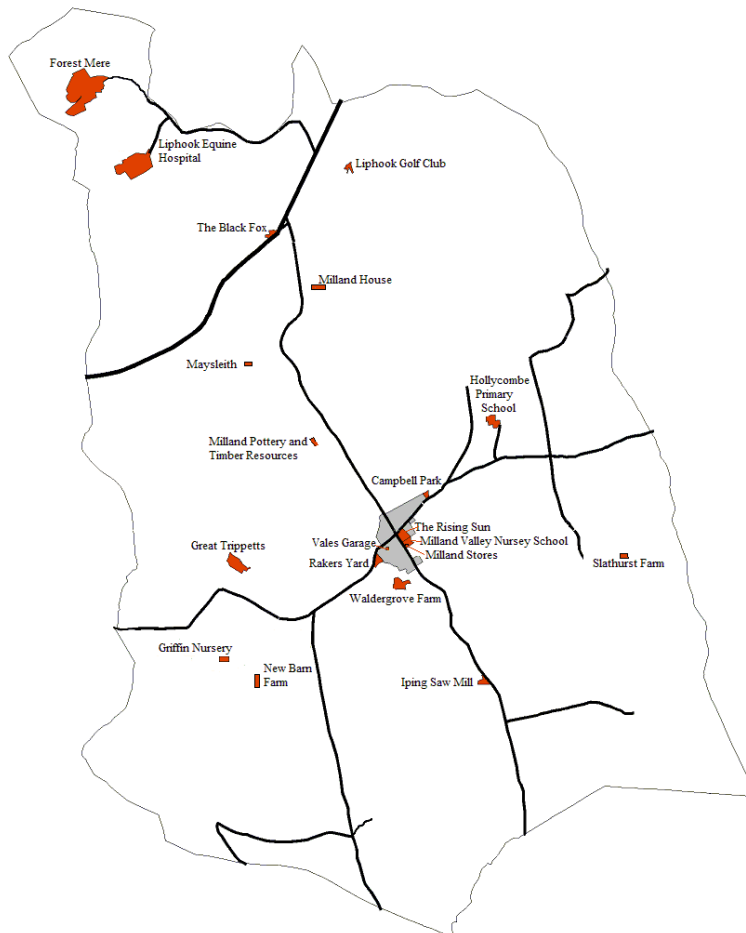 Forest Mere
Liphook Equine
Hospital
Liphook Golf Club
The Black Fox
Milland House
Maysleith
Hollycombe
Primary
School
Milland Pottery and
Timber Resources
Campbell Park
The Rising Sun
Vales Garage
Milland Valley Nursey School
Great Trippetts
Milland Stores
Rakers Yard
Slathurst Farm
Waldergrove Farm
Griffin Nursery
New Barn
Farm
Iping Saw Mill